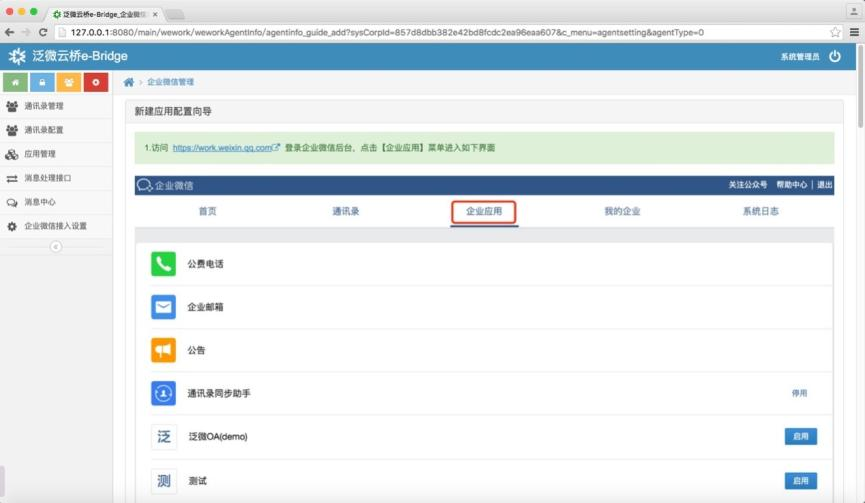 泛微云桥e-Bridge_企业微信
127.0.0.1:8080/main/wework/weworkAgentInfo/agentinfo_guide_add?sysCorpId=857d8dbb382e42bd8fcdc2ea96eaa607&c_menu=agentsetting&agentType=0
泛微云桥e-Bridge
系统管理员
企业微信管理
通讯录管理
通讯录配置
应用管理
消息处理接口
消息中心
企业微信接入设置
新建应用配置向导
1.访问 https://work.weixin.qq.com 登录企业微信后台，点击【企业应用】菜单进入如下界面
企业微信
关注公众号 帮助中心 | 退出
首页 通讯录 企业应用 我的企业 系统日志
公费电话
企业邮箱
公告
通讯录同步助手 停用
泛 泛微OA(demo) 启用
测 测试 启用